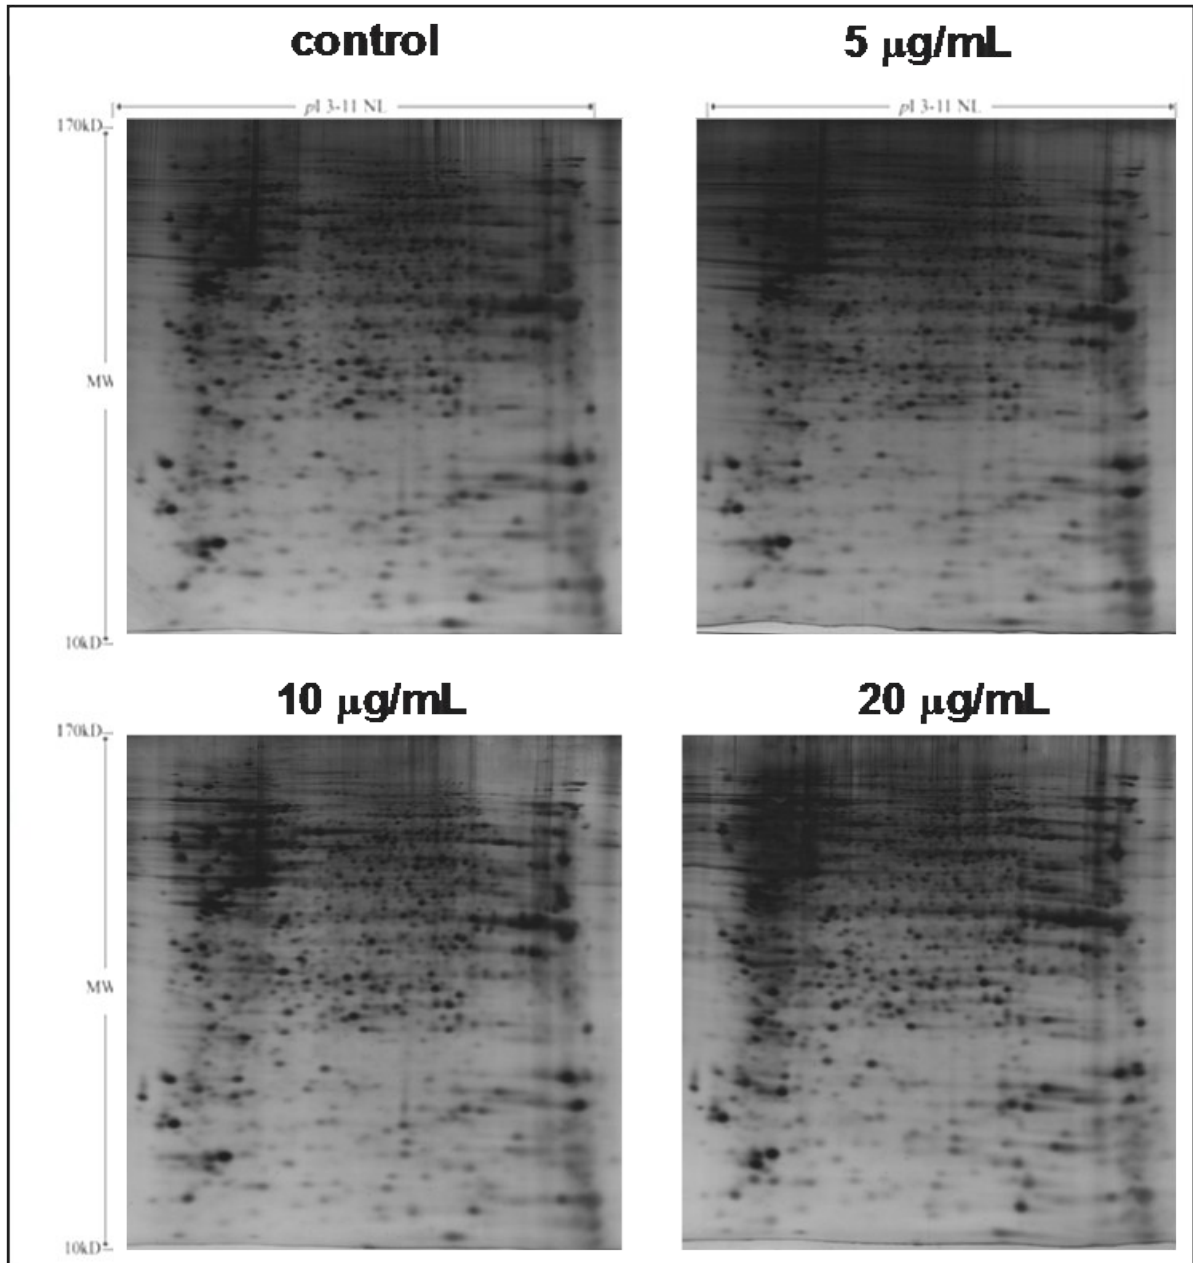 control
5 μg/mL
pI 3-11 NL
pI 3-11 NL
170kD
MW
10kD
10 μg/mL
20 μg/mL
170kD
MW
10kD